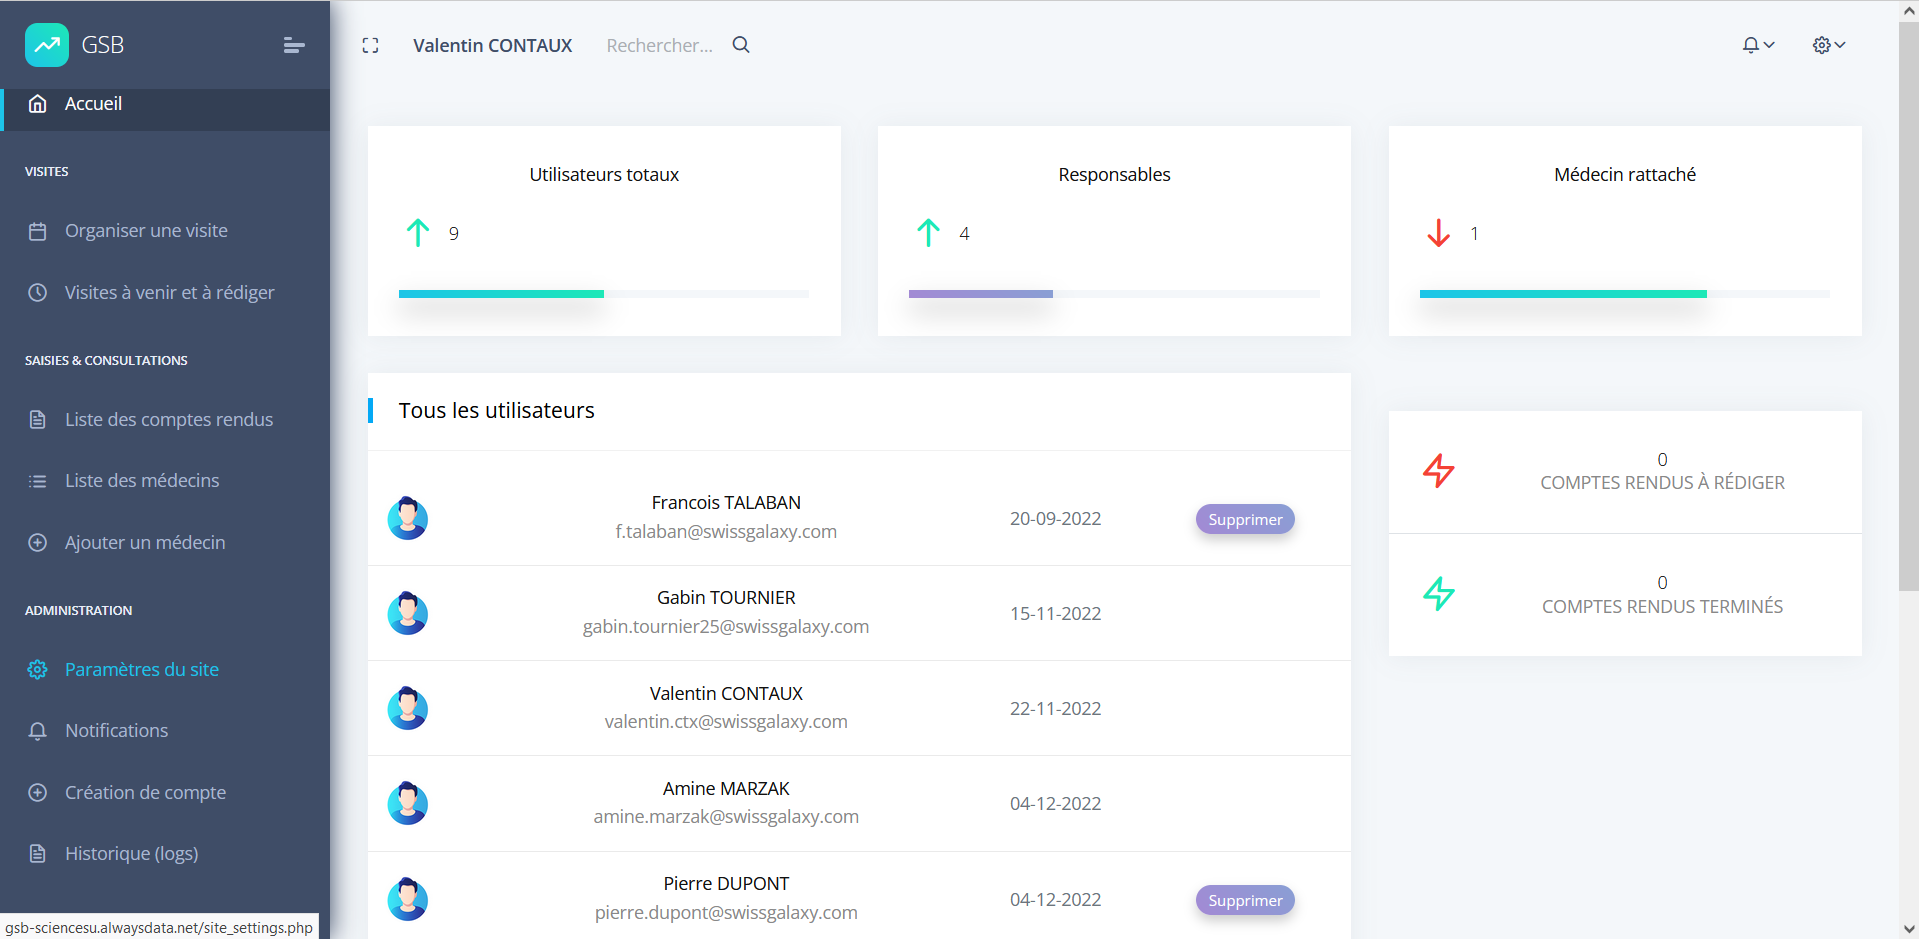 GSB
Accueil
VISITES
Organiser une visite
Visites à venir et à rédiger
SAISIES & CONSULTATIONS
Liste des comptes rendus
Liste des médecins
Ajouter un médecin
ADMINISTRATION
Paramètres du site
Notifications
Création de compte
Historique (logs)
gsb-sciencesu.alwaysdata.net/site_settings.php
Valentin CONTAUX
Rechercher...
Utilisateurs totaux
9
Responsables
4
Médecin rattaché
1
Tous les utilisateurs
Francois TALABAN
f.talaban@swissgalaxy.com
20-09-2022
Supprimer
Gabin TOURNIER
gabin.tournier25@swissgalaxy.com
15-11-2022
Valentin CONTAUX
valentin.ctx@swissgalaxy.com
22-11-2022
Amine MARZAK
amine.marzak@swissgalaxy.com
04-12-2022
Pierre DUPONT
pierre.dupont@swissgalaxy.com
04-12-2022
Supprimer
0
COMPTES RENDUS À RÉDIGER
0
COMPTES RENDUS TERMINÉS